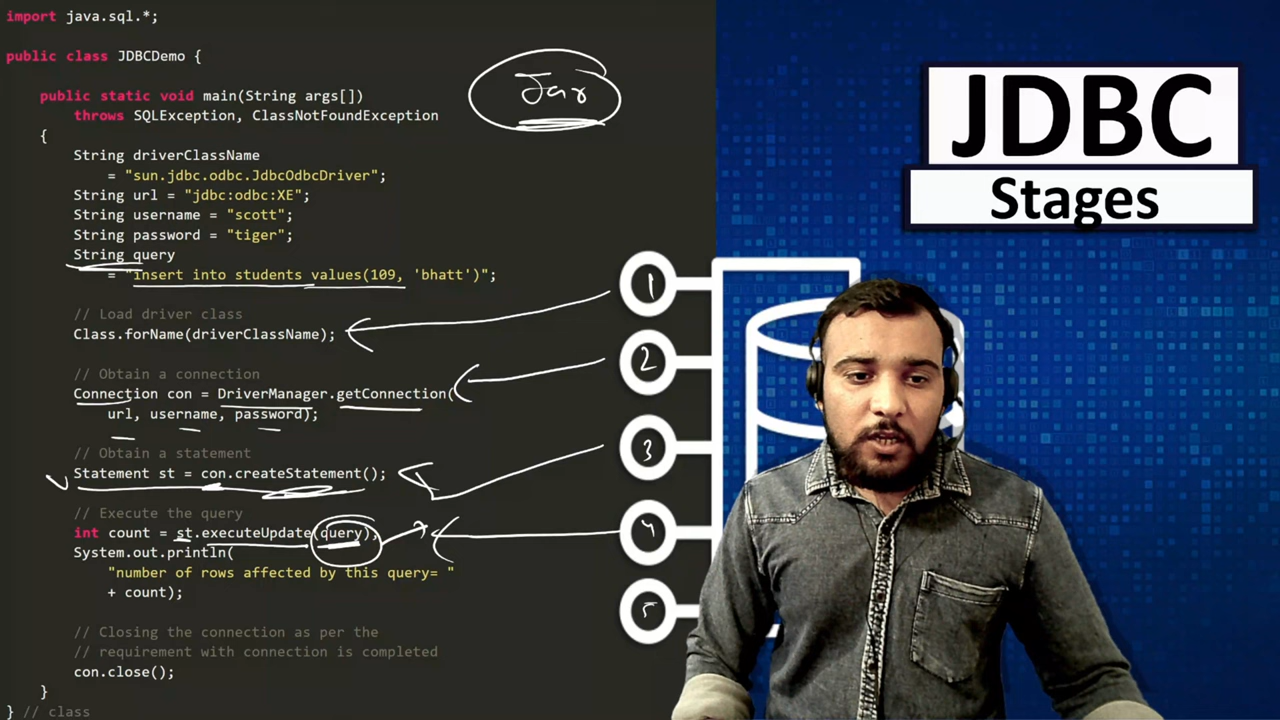 import java.sql.*;
public class JDBCDemo {
public static void main(String args[])
throws SQLException, ClassNotFoundException
{
String driverClassName
= "sun.jdbc.odbc.JdbcOdbcDriver";
String url = "jdbc:odbc:XE";
String username = "scott";
String password = "tiger";
String query
= "insert into students values(109, 'bhatt')";
// Load driver class
Class.forName(driverClassName);
// Obtain a connection
Connection con = DriverManager.getConnection(
url, username, password);
// Obtain a statement
Statement st = con.createStatement();
// Execute the query
int count = st.executeUpdate(query);
System.out.println(
"number of rows affected by this query= "
+ count);
// Closing the connection as per the
// requirement with connection is completed
con.close();
}
} // class
Jar
JDBC
Stages
1
2
3
4
5